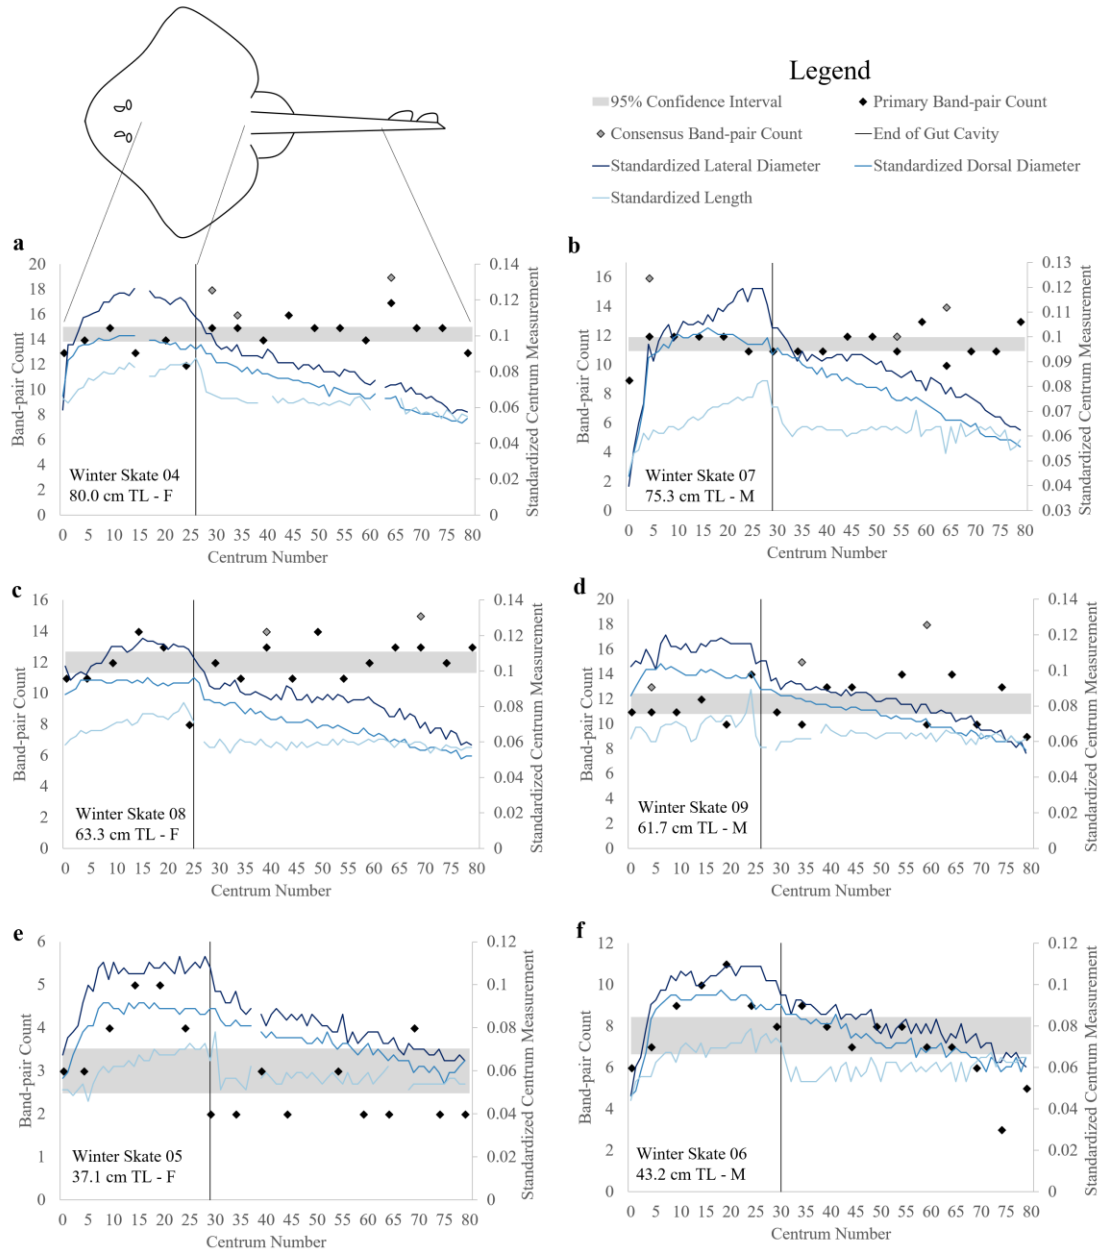 Legend
95% Confidence Interval
Primary Band-pair Count
Consensus Band-pair Count
End of Gut Cavity
Standardized Lateral Diameter
Standardized Dorsal Diameter
Standardized Length
a
20
18
16
14
12
10
8
6
4
2
0
Band-pair Count
0.14
0.12
0.1
0.08
0.06
0.04
0.02
0
Standardized Centrum Measurement
Winter Skate 04
80.0 cm TL - F
0 5 10 15 20 25 30 35 40 45 50 55 60 65 70 75 80
Centrum Number
b
16
14
12
10
8
6
4
2
0
Band-pair Count
0.13
0.12
0.11
0.10
0.09
0.08
0.07
0.06
0.05
0.04
0.03
Standardized Centrum Measurement
Winter Skate 07
75.3 cm TL - M
0 5 10 15 20 25 30 35 40 45 50 55 60 65 70 75 80
Centrum Number
c
16
14
12
10
8
6
4
2
0
Band-pair Count
0.14
0.12
0.1
0.08
0.06
0.04
0.02
0
Standardized Centrum Measurement
Winter Skate 08
63.3 cm TL - F
0 5 10 15 20 25 30 35 40 45 50 55 60 65 70 75 80
Centrum Number
d
20
18
16
14
12
10
8
6
4
2
0
Band-pair Count
0.14
0.12
0.1
0.08
0.06
0.04
0.02
0
Standardized Centrum Measurement
Winter Skate 09
61.7 cm TL - M
0 5 10 15 20 25 30 35 40 45 50 55 60 65 70 75 80
Centrum Number
e
6
5
4
3
2
1
0
Band-pair Count
0.12
0.1
0.08
0.06
0.04
0.02
0
Standardized Centrum Measurement
Winter Skate 05
37.1 cm TL - F
0 5 10 15 20 25 30 35 40 45 50 55 60 65 70 75 80
Centrum Number
f
12
10
8
6
4
2
0
Band-pair Count
0.12
0.1
0.08
0.06
0.04
0.02
0
Standardized Centrum Measurement
Winter Skate 06
43.2 cm TL - M
0 5 10 15 20 25 30 35 40 45 50 55 60 65 70 75 80
Centrum Number